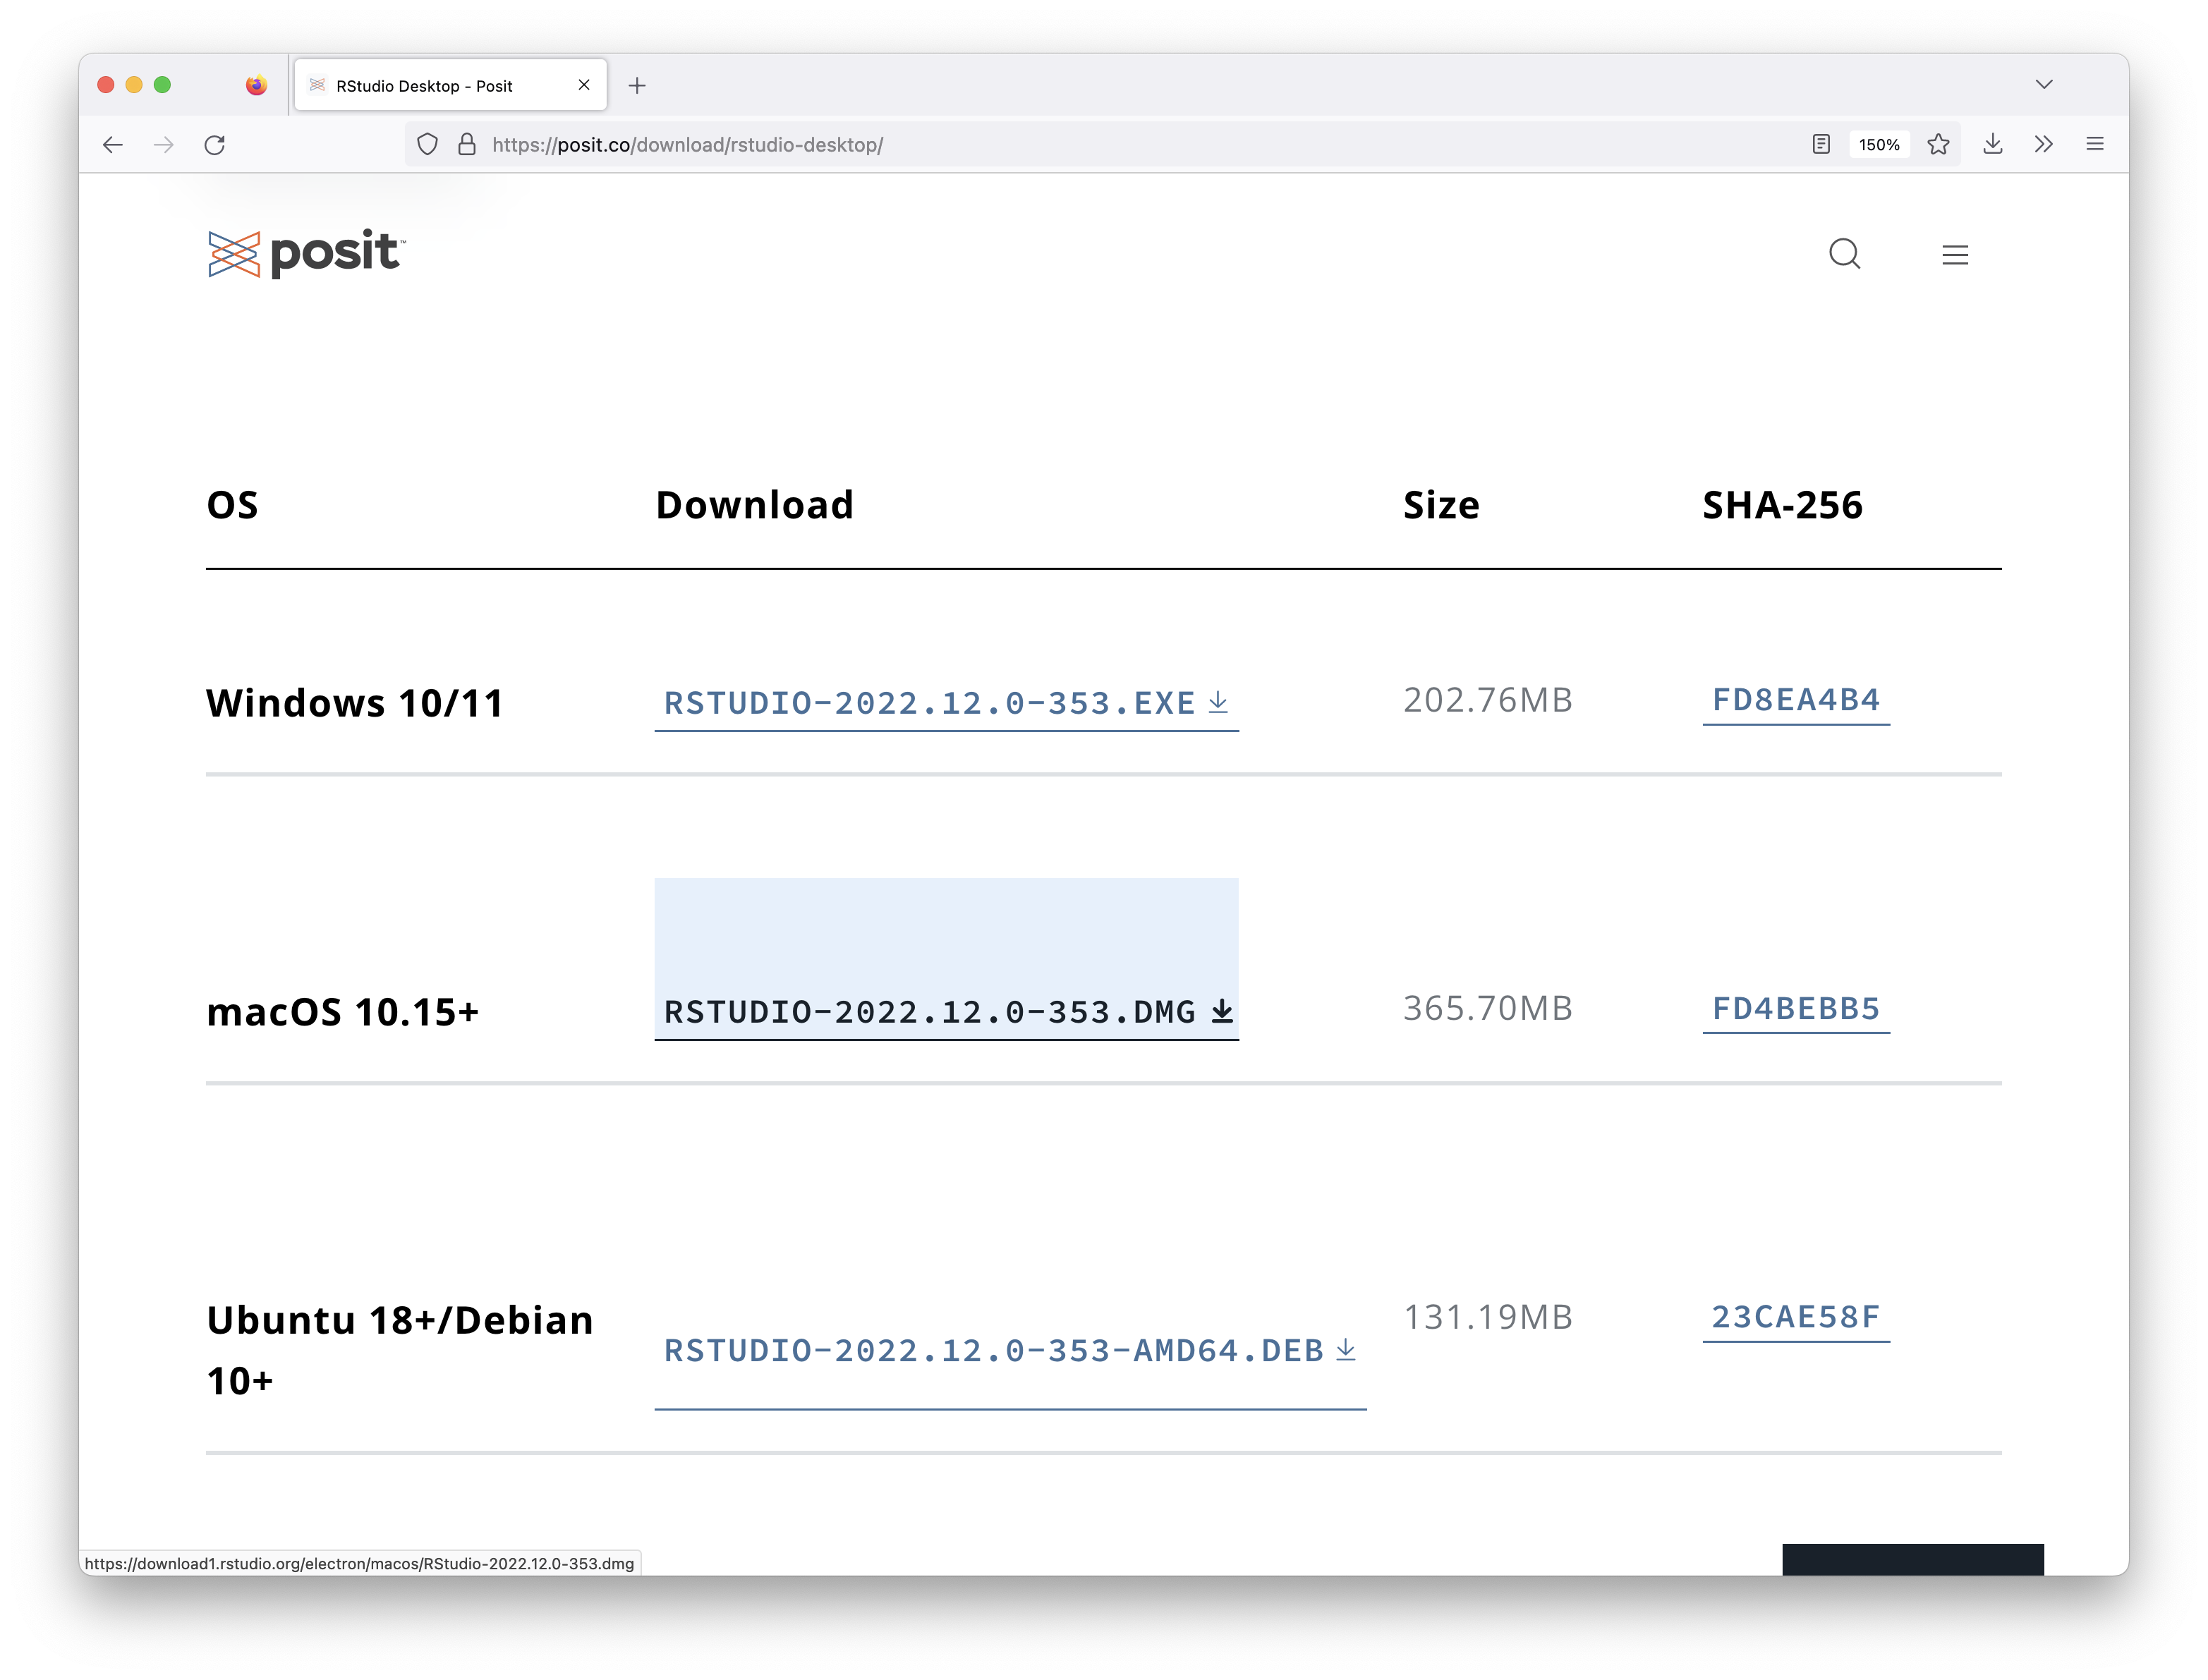 RStudio Desktop - Posit
https://posit.co/download/rstudio-desktop/
150%
posit™
OS Download Size SHA-256
Windows 10/11 RSTUDIO-2022.12.0-353.EXE 202.76MB FD8EA4B4
macOS 10.15+ RSTUDIO-2022.12.0-353.DMG 365.70MB FD4BEBB5
Ubuntu 18+/Debian RSTUDIO-2022.12.0-353-AMD64.DEB 131.19MB 23CAE58F
10+
https://download1.rstudio.org/electron/macos/RStudio-2022.12.0-353.dmg